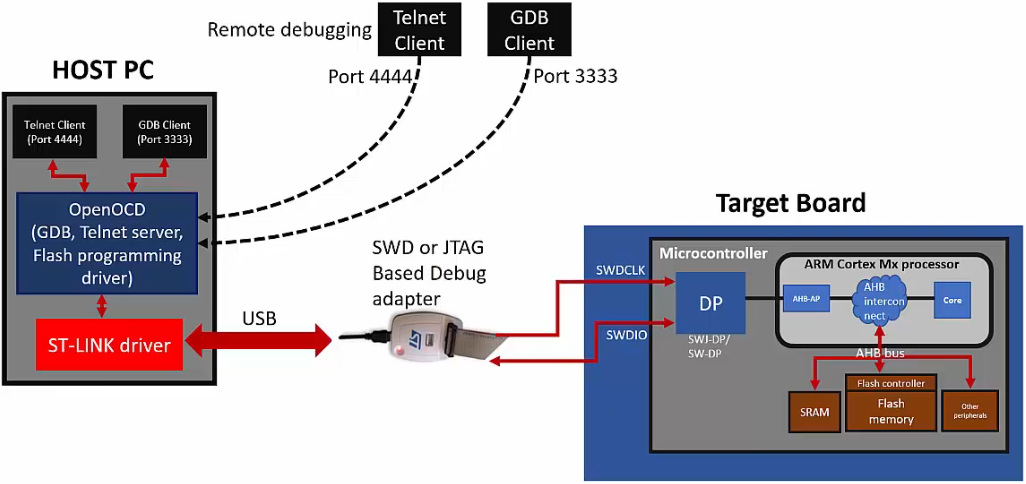 Remote debugging
Telnet
Client
GDB
Client
Port 4444
Port 3333
HOST PC
Telnet Client
(Port 4444)
GDB Client
(Port 3333)
OpenOCD
(GDB, Telnet server,
Flash programming
driver)
ST-LINK driver
USB
SWD or JTAG
Based Debug
adapter
Target Board
Microcontroller
SWDCLK
SWDIO
DP
SWJ-DP/
SW-DP
ARM Cortex Mx processor
AHB-AP
AHB
intercon
nect
Core
AHB bus
SRAM
Flash controller
Flash
memory
Other
peripherals